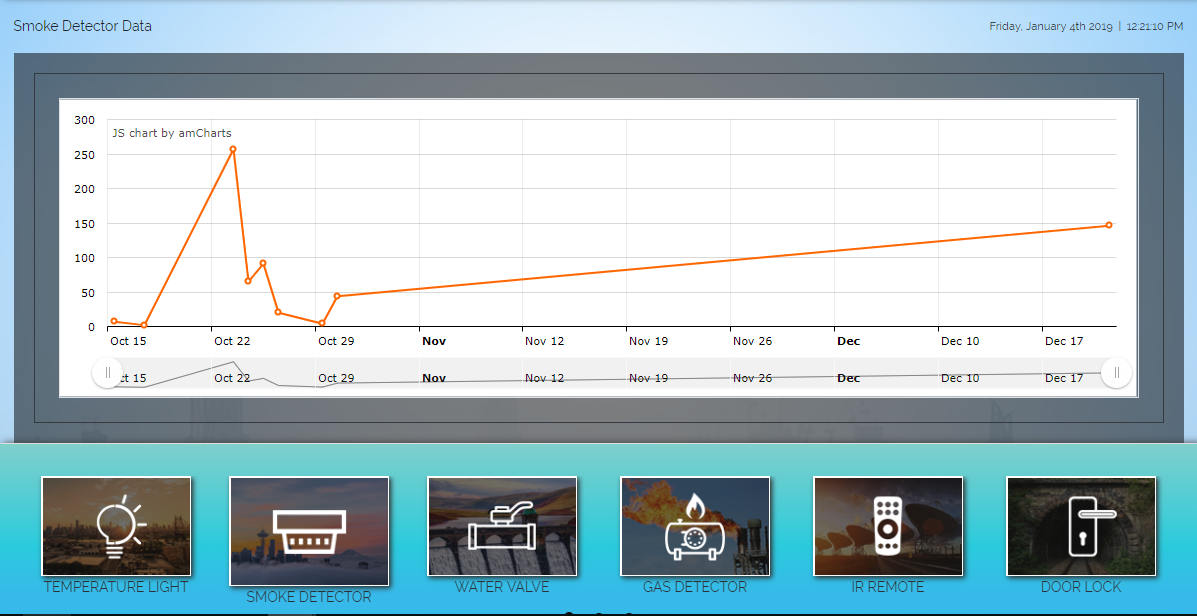 Smoke Detector Data
Friday, January 4th 2019 | 12:21:10 PM
300
JS chart by amCharts
250
200
150
100
50
0
Oct 15 Oct 22 Oct 29 Nov Nov 12 Nov 19 Nov 26 Dec Dec 10 Dec 17
ct 15 Oct 22 Oct 29 Nov Nov 12 Nov 19 Nov 26 Dec Dec 10 Dec 17
TEMPERATURE LIGHT
SMOKE DETECTOR
WATER VALVE
GAS DETECTOR
IR REMOTE
DOOR LOCK